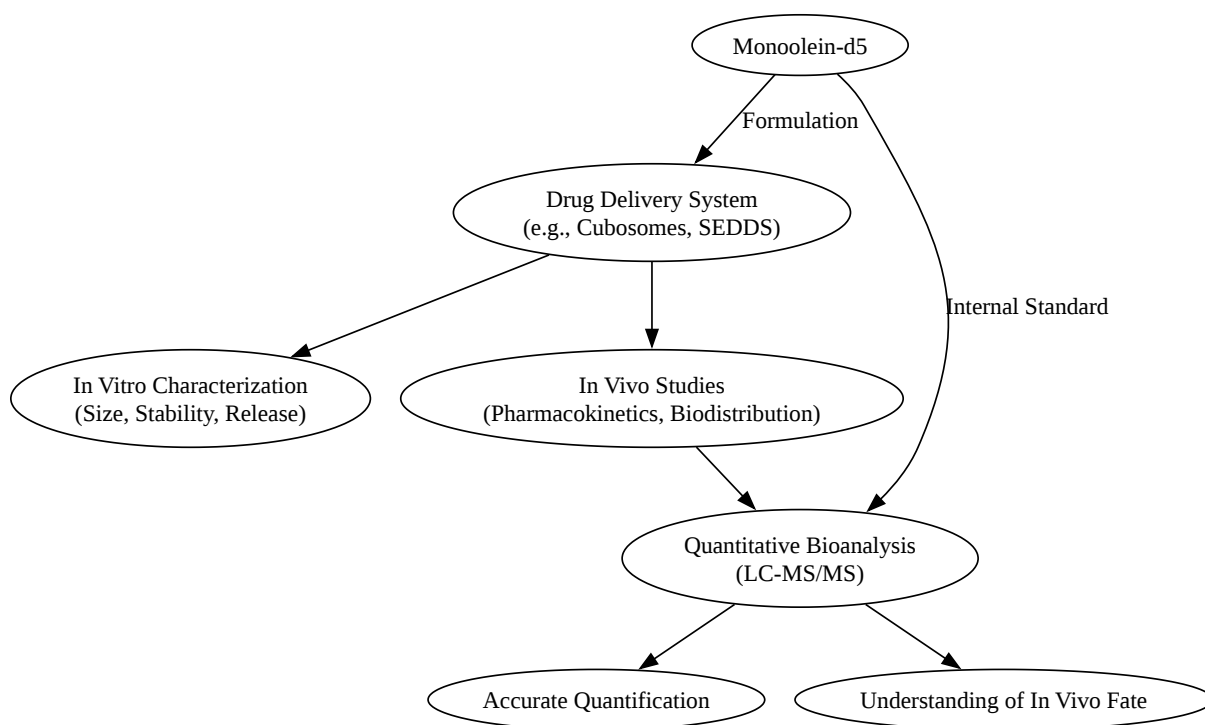 Monoolein-d5
Formulation
Drug Delivery System
(e.g., Cubosomes, SEDDS)
Internal Standard
In Vitro Characterization
(Size, Stability, Release)
In Vivo Studies
(Pharmacokinetics, Biodistribution)
Quantitative Bioanalysis
(LC-MS/MS)
Accurate Quantification
Understanding of In Vivo Fate